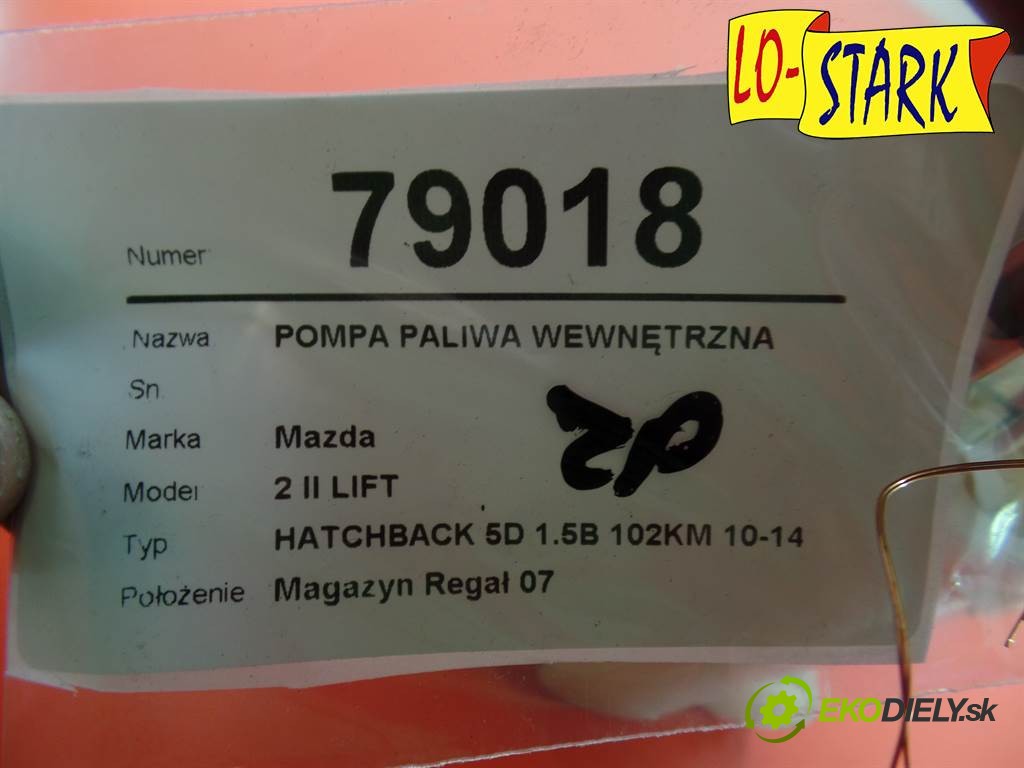 LO-STARK
Numer 79018
Nazwa POMPA PALIWA WEWNĘTRZNA
Sn
Marka Mazda
Model 2 II LIFT
Typ HATCHBACK 5D 1.5B 102KM 10-14
Położenie Magazyn Regał 07
EKODIELY.sk